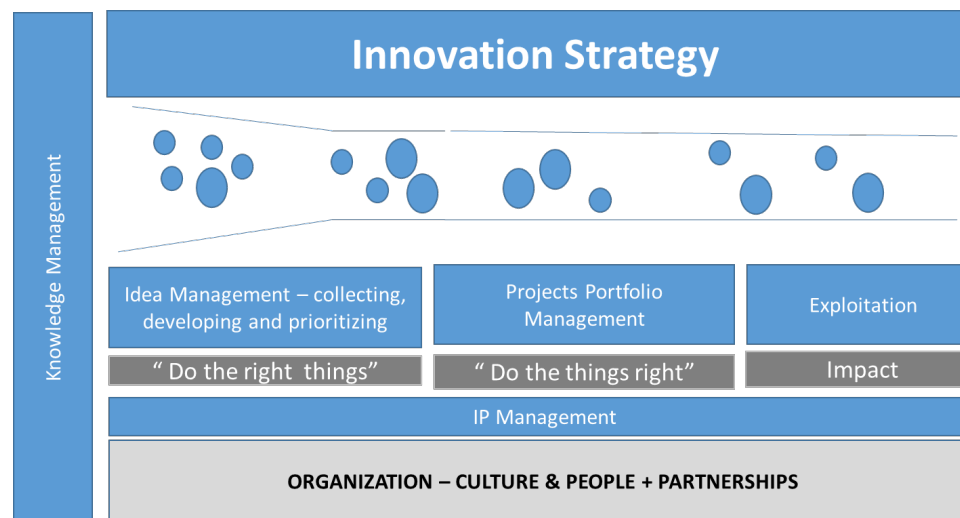 Innovation Strategy
Knowledge Management
Idea Management – collecting,
developing and prioritizing
Projects Portfolio
Management
Exploitation
“ Do the right  things”
“ Do the things right”
Impact
IP Management
ORGANIZATION – CULTURE & PEOPLE + PARTNERSHIPS